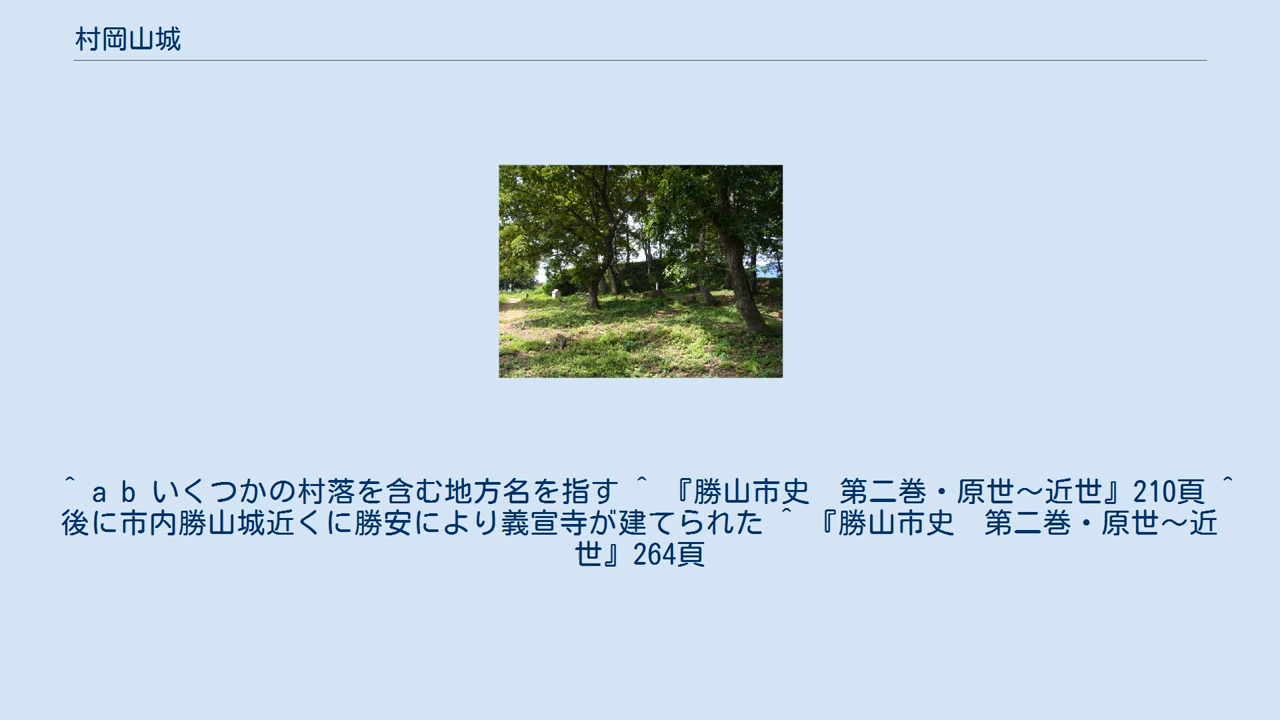 村岡山城
^ a b いくつかの村落を含む地方名を指す ^ 『勝山市史　第二巻・原世～近世』210頁 ^
後に市内勝山城近くに勝安により義宣寺が建てられた ^ 『勝山市史　第二巻・原世～近
世』264頁